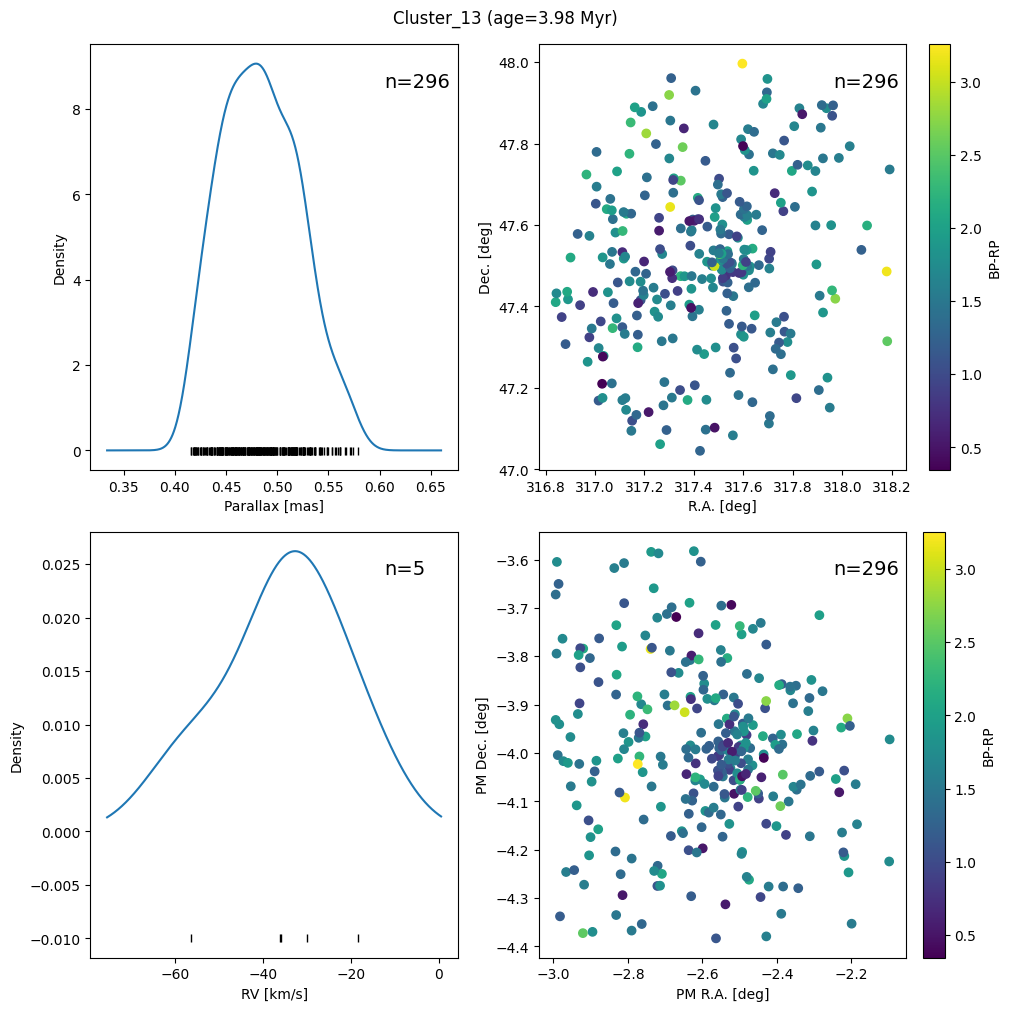 Cluster_13 (age=3.98 Myr)
n=296
Density
8
6
4
2
0
0.35 0.40 0.45 0.50 0.55 0.60 0.65
Parallax [mas]
n=296
Dec. [deg]
48.0
47.8
47.6
47.4
47.2
47.0
316.8 317.0 317.2 317.4 317.6 317.8 318.0 318.2
R.A. [deg]
3.0
2.5
2.0
1.5
1.0
0.5
BP-RP
n=5
Density
0.025
0.020
0.015
0.010
0.005
0.000
−0.005
−0.010
−60 −40 −20 0
RV [km/s]
n=296
PM Dec. [deg]
−3.6
−3.7
−3.8
−3.9
−4.0
−4.1
−4.2
−4.3
−4.4
−3.0 −2.8 −2.6 −2.4 −2.2
PM R.A. [deg]
3.0
2.5
2.0
1.5
1.0
0.5
BP-RP